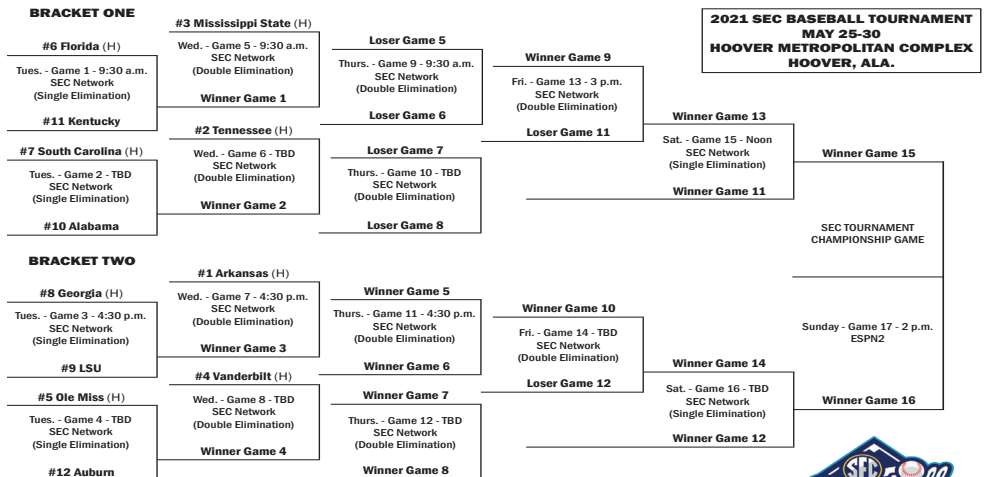 BRACKET ONE
#6 Florida (H)
Tues. - Game 1 - 9:30 a.m.
SEC Network
(Single Elimination)
#11 Kentucky
#7 South Carolina (H)
Tues. - Game 2 - TBD
SEC Network
(Single Elimination)
#10 Alabama
#3 Mississippi State (H)
Wed. - Game 5 - 9:30 a.m.
SEC Network
(Double Elimination)
Winner Game 1
#2 Tennessee (H)
Wed. - Game 6 - TBD
SEC Network
(Double Elimination)
Winner Game 2
Loser Game 5
Thurs. - Game 9 - 9:30 a.m.
SEC Network
(Double Elimination)
Loser Game 6
Loser Game 7
Thurs. - Game 10 - TBD
SEC Network
(Double Elimination)
Loser Game 8
Winner Game 9
Fri. - Game 13 - 3 p.m.
SEC Network
(Double Elimination)
Loser Game 11
Winner Game 13
Sat. - Game 15 - Noon
SEC Network
(Single Elimination)
Winner Game 11
2021 SEC BASEBALL TOURNAMENT
MAY 25-30
HOOVER METROPOLITAN COMPLEX
HOOVER, ALA.
Winner Game 15
SEC TOURNAMENT
CHAMPIONSHIP GAME
Sunday - Game 17 - 2 p.m.
ESPN2
Winner Game 16
BRACKET TWO
#8 Georgia (H)
Tues. - Game 3 - 4:30 p.m.
SEC Network
(Single Elimination)
#9 LSU
#5 Ole Miss (H)
Tues. - Game 4 - TBD
SEC Network
(Single Elimination)
#12 Auburn
#1 Arkansas (H)
Wed. - Game 7 - 4:30 p.m.
SEC Network
(Double Elimination)
Winner Game 3
#4 Vanderbilt (H)
Wed. - Game 8 - TBD
SEC Network
(Double Elimination)
Winner Game 4
Winner Game 5
Thurs. - Game 11 - 4:30 p.m.
SEC Network
(Double Elimination)
Winner Game 6
Winner Game 7
Thurs. - Game 12 - TBD
SEC Network
(Double Elimination)
Winner Game 8
Winner Game 10
Fri. - Game 14 - TBD
SEC Network
(Double Elimination)
Loser Game 12
Winner Game 14
Sat. - Game 16 - TBD
SEC Network
(Single Elimination)
Winner Game 12
SEC